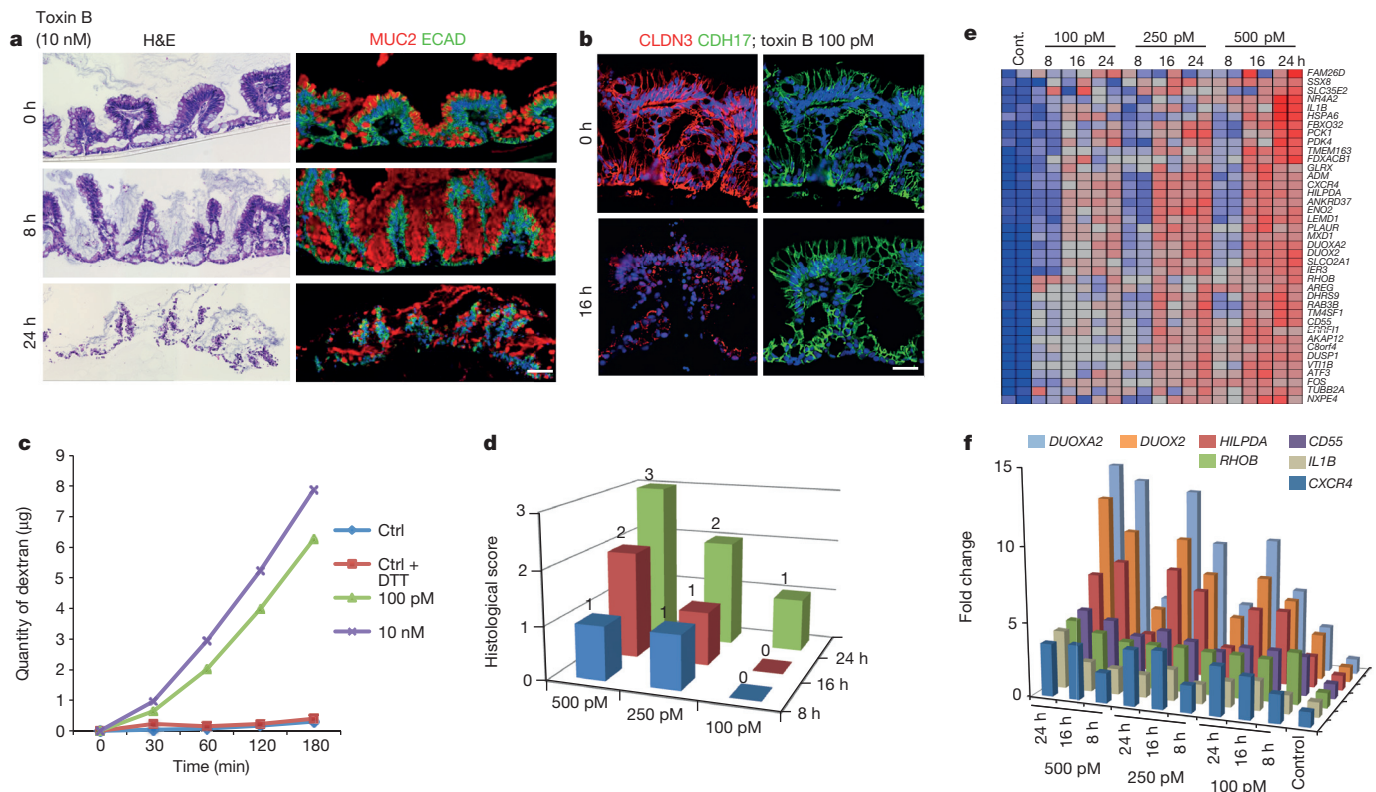 a
Toxin B
(10 nM)
H&E
MUC2 ECAD
0 h
8 h
24 h
b
CLDN3 CDH17; toxin B 100 pM
0 h
16 h
c
Quantity of dextran (µg)
9
8
7
6
5
4
3
2
1
0
0 30 60 120 180
Time (min)
Ctrl
Ctrl +
DTT
100 pM
10 nM
d
Histological score
3
2
1
0
3
2
2
1
1
1
1
0
0
500 pM
250 pM
100 pM
24 h
16 h
8 h
e
Cont.
100 pM 250 pM 500 pM
8 16 24 8 16 24 8 16 24 h
FAM26D
SSX8
SLC35E2
NR4A2
IL1B
HSPA6
FBXO32
PCK1
PDK4
TMEM163
FDXACB1
GLRX
ADM
CXCR4
HILPDA
ANKRD37
ENO2
LEMD1
PLAUR
MXD1
DUOXA2
DUOX2
SLCO2A1
IER3
RHOB
AREG
DHRS9
RAB3B
TM4SF1
CD55
AKAP12
C8orf4
DUSP1
VTI1B
ATF3
FOS
TUBB2A
NXPE4
f
DUOXA2 DUOX2 HILPDA CD55
RHOB IL1B
CXCR4
Fold change
15
10
5
0
24 h 16 h 8 h 24 h 16 h 8 h 24 h 16 h 8 h Control
500 pM 250 pM 100 pM